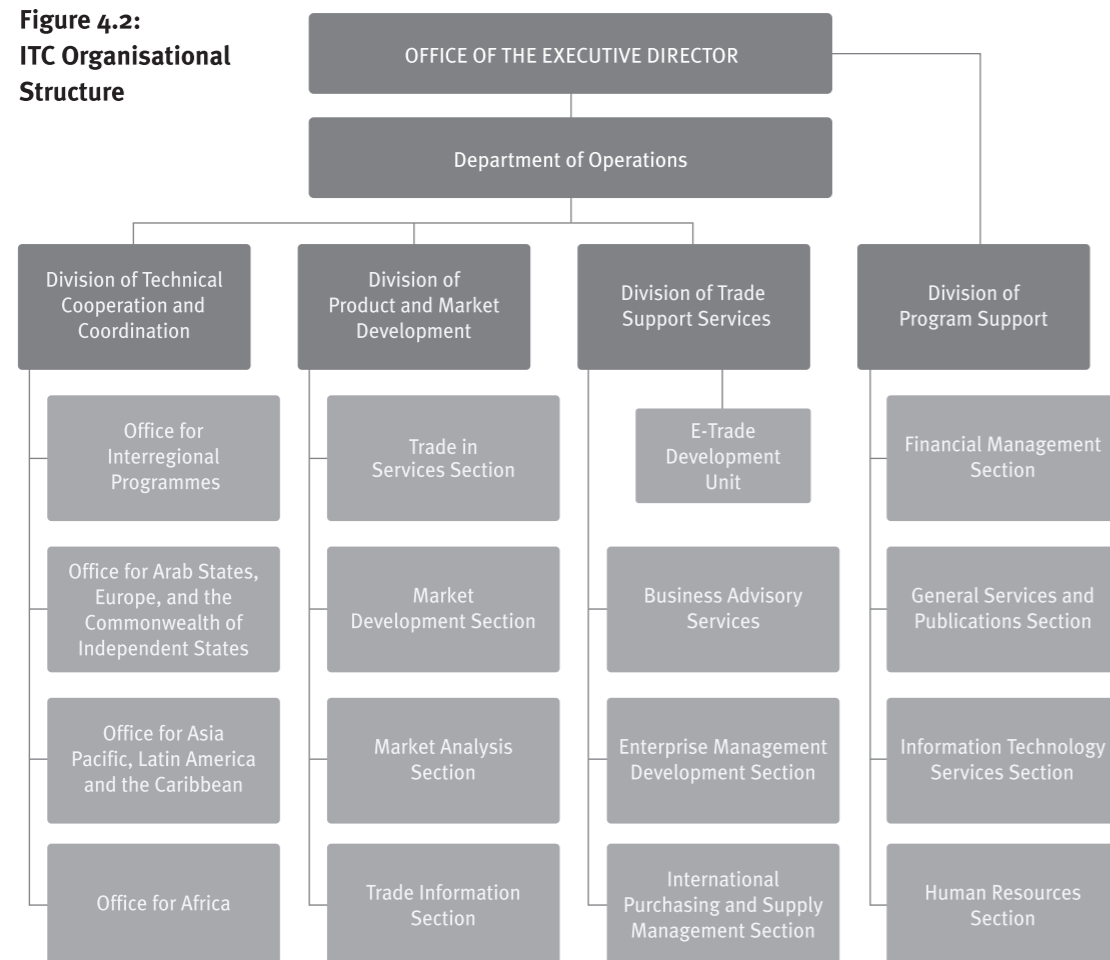 Figure 4.2:
ITC Organisational
Structure
OFFICE OF THE EXECUTIVE DIRECTOR
Department of Operations
Division of Technical
Cooperation and
Coordination
Division of
Product and Market
Development
Division of Trade
Support Services
Division of
Program Support
Office for
Interregional
Programmes
Trade in
Services Section
E-Trade
Development
Unit
Financial Management
Section
Office for Arab States,
Europe, and the
Commonwealth of
Independent States
Market
Development Section
Business Advisory
Services
General Services and
Publications Section
Office for Asia
Pacific, Latin America
and the Caribbean
Market Analysis
Section
Enterprise Management
Development Section
Information Technology
Services Section
Office for Africa
Trade Information
Section
International
Purchasing and Supply
Management Section
Human Resources
Section